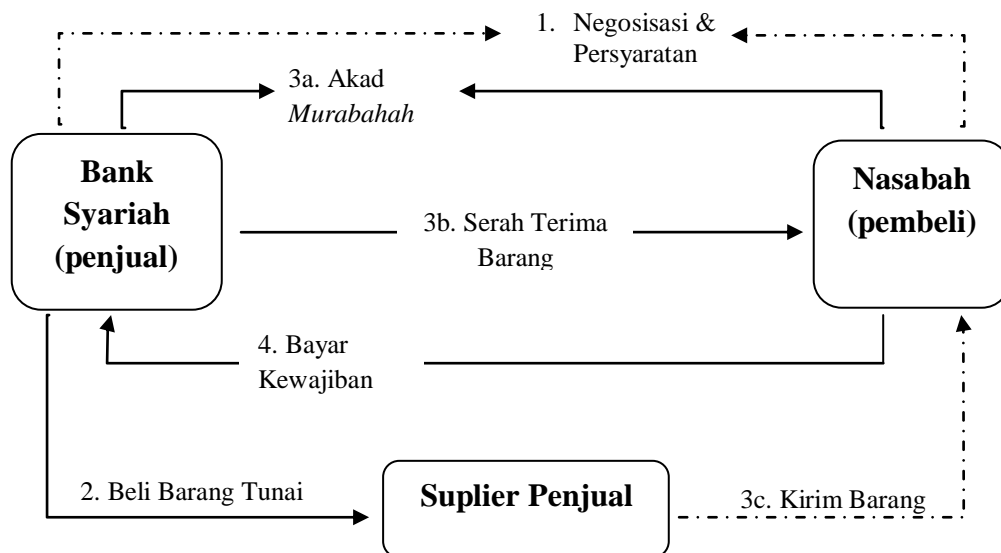 1. Negosisasi &
Persyaratan
3a. Akad
Murabahah
Bank
Syariah
(penjual)
Nasabah
(pembeli)
3b. Serah Terima
Barang
4. Bayar
Kewajiban
2. Beli Barang Tunai
Suplier Penjual
3c. Kirim Barang